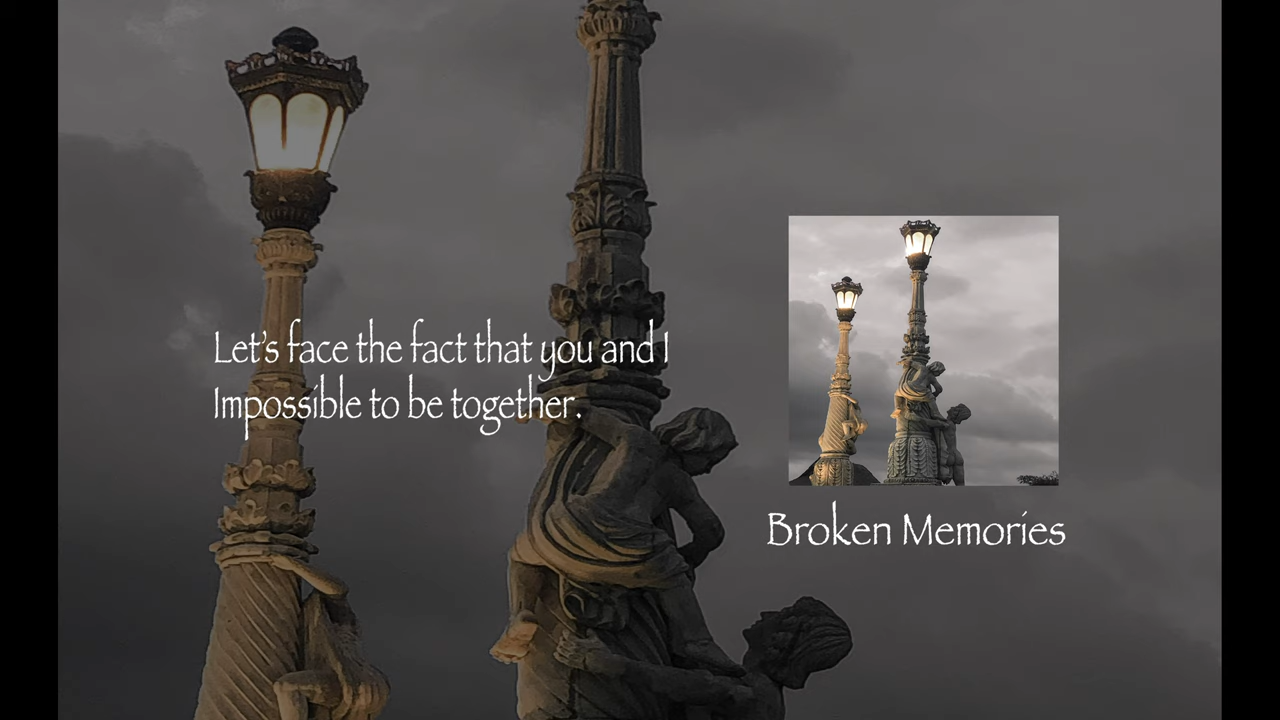 Let's face the fact that you and I
Impossible to be together.
Broken Memories